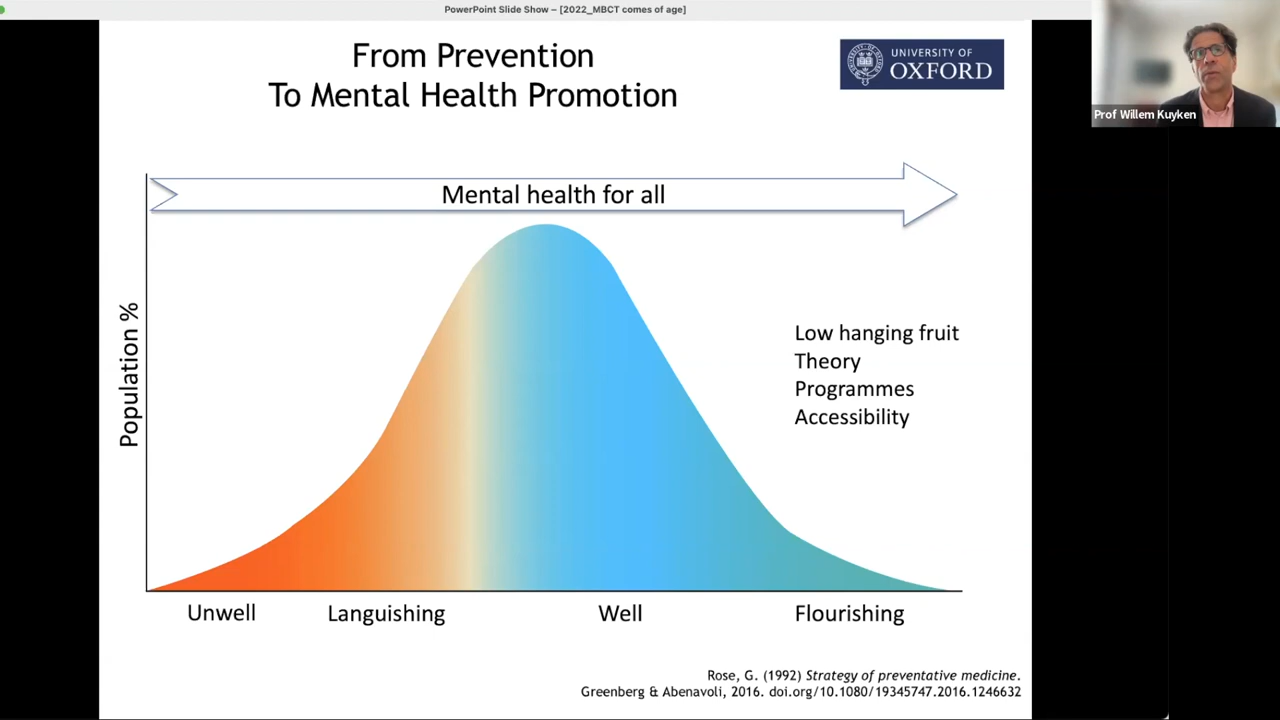 PowerPoint Slide Show – [2022_MBCT comes of age]
From Prevention
To Mental Health Promotion
UNIVERSITY OF
OXFORD
Prof Willem Kuyken
Mental health for all
Population %
Low hanging fruit
Theory
Programmes
Accessibility
Unwell
Languishing
Well
Flourishing
Rose, G. (1992) Strategy of preventative medicine.
Greenberg & Abenavoli, 2016. doi.org/10.1080/19345747.2016.1246632